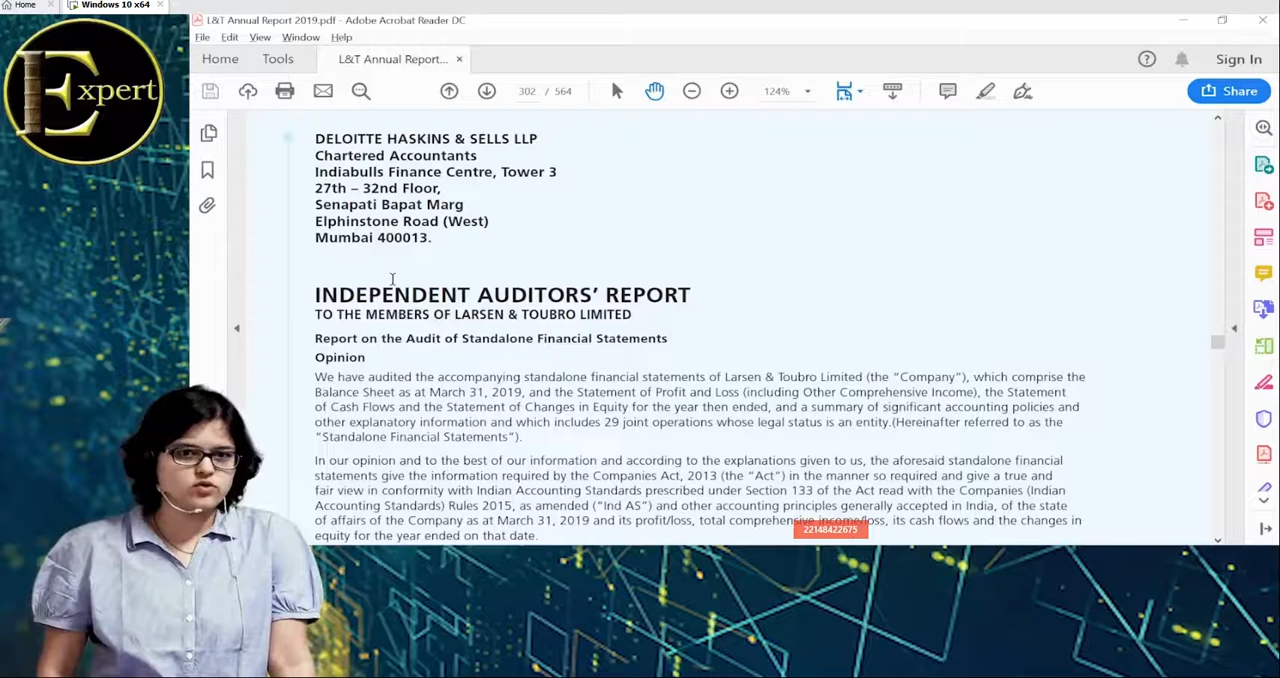 Home
Windows 10 x64
L&T Annual Report 2019.pdf - Adobe Acrobat Reader DC
File Edit View Window Help
Home Tools L&T Annual Report... × Sign In
302 / 564 124% Share
Expert
DELOITTE HASKINS & SELLS LLP
Chartered Accountants
Indiabulls Finance Centre, Tower 3
27th – 32nd Floor,
Senapati Bapat Marg
Elphinstone Road (West)
Mumbai 400013.
INDEPENDENT AUDITORS’ REPORT
TO THE MEMBERS OF LARSEN & TOUBRO LIMITED
Report on the Audit of Standalone Financial Statements
Opinion
We have audited the accompanying standalone financial statements of Larsen & Toubro Limited (the “Company”), which comprise the
Balance Sheet as at March 31, 2019, and the Statement of Profit and Loss (including Other Comprehensive Income), the Statement
of Cash Flows and the Statement of Changes in Equity for the year then ended, and a summary of significant accounting policies and
other explanatory information and which includes 29 joint operations whose legal status is an entity.(Hereinafter referred to as the
“Standalone Financial Statements”).
In our opinion and to the best of our information and according to the explanations given to us, the aforesaid standalone financial
statements give the information required by the Companies Act, 2013 (the “Act”) in the manner so required and give a true and
fair view in conformity with Indian Accounting Standards prescribed under Section 133 of the Act read with the Companies (Indian
Accounting Standards) Rules 2015, as amended (“Ind AS”) and other accounting principles generally accepted in India, of the state
of affairs of the Company as at March 31, 2019 and its profit/loss, total comprehensive income/loss, its cash flows and the changes in
equity for the year ended on that date.
22148422675